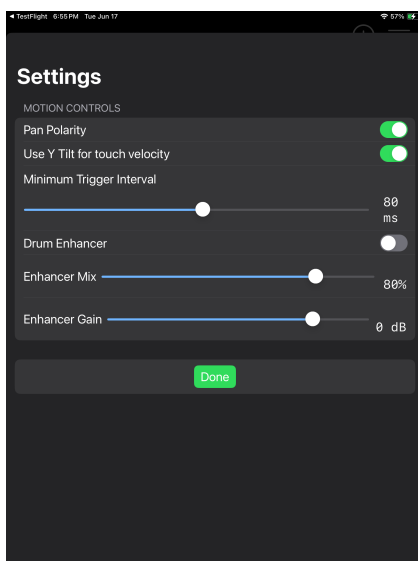 ◀ TestFlight 6:55 PM Tue Jun 17 57%
Settings
MOTION CONTROLS
Pan Polarity
Use Y Tilt for touch velocity
Minimum Trigger Interval
80
ms
Drum Enhancer
Enhancer Mix 80%
Enhancer Gain 0 dB
Done